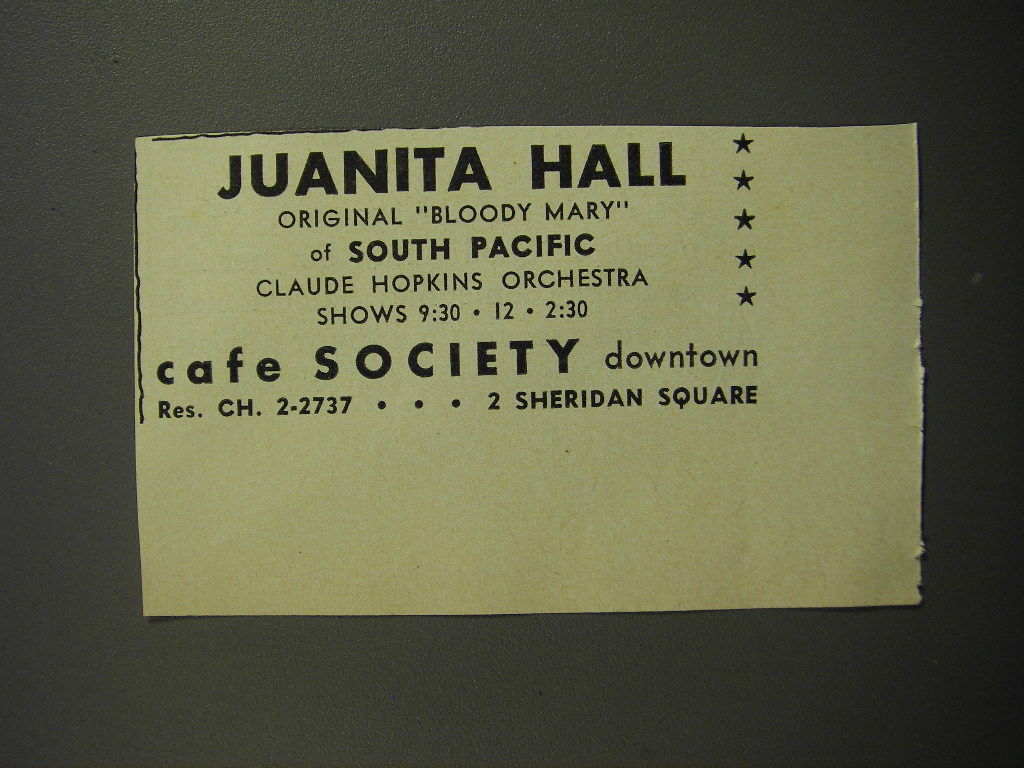 JUANITA HALL
ORIGINAL "BLOODY MARY"
of SOUTH PACIFIC
CLAUDE HOPKINS ORCHESTRA
SHOWS 9:30 • 12 • 2:30
cafe SOCIETY downtown
Res. CH. 2-2737 • • • 2 SHERIDAN SQUARE